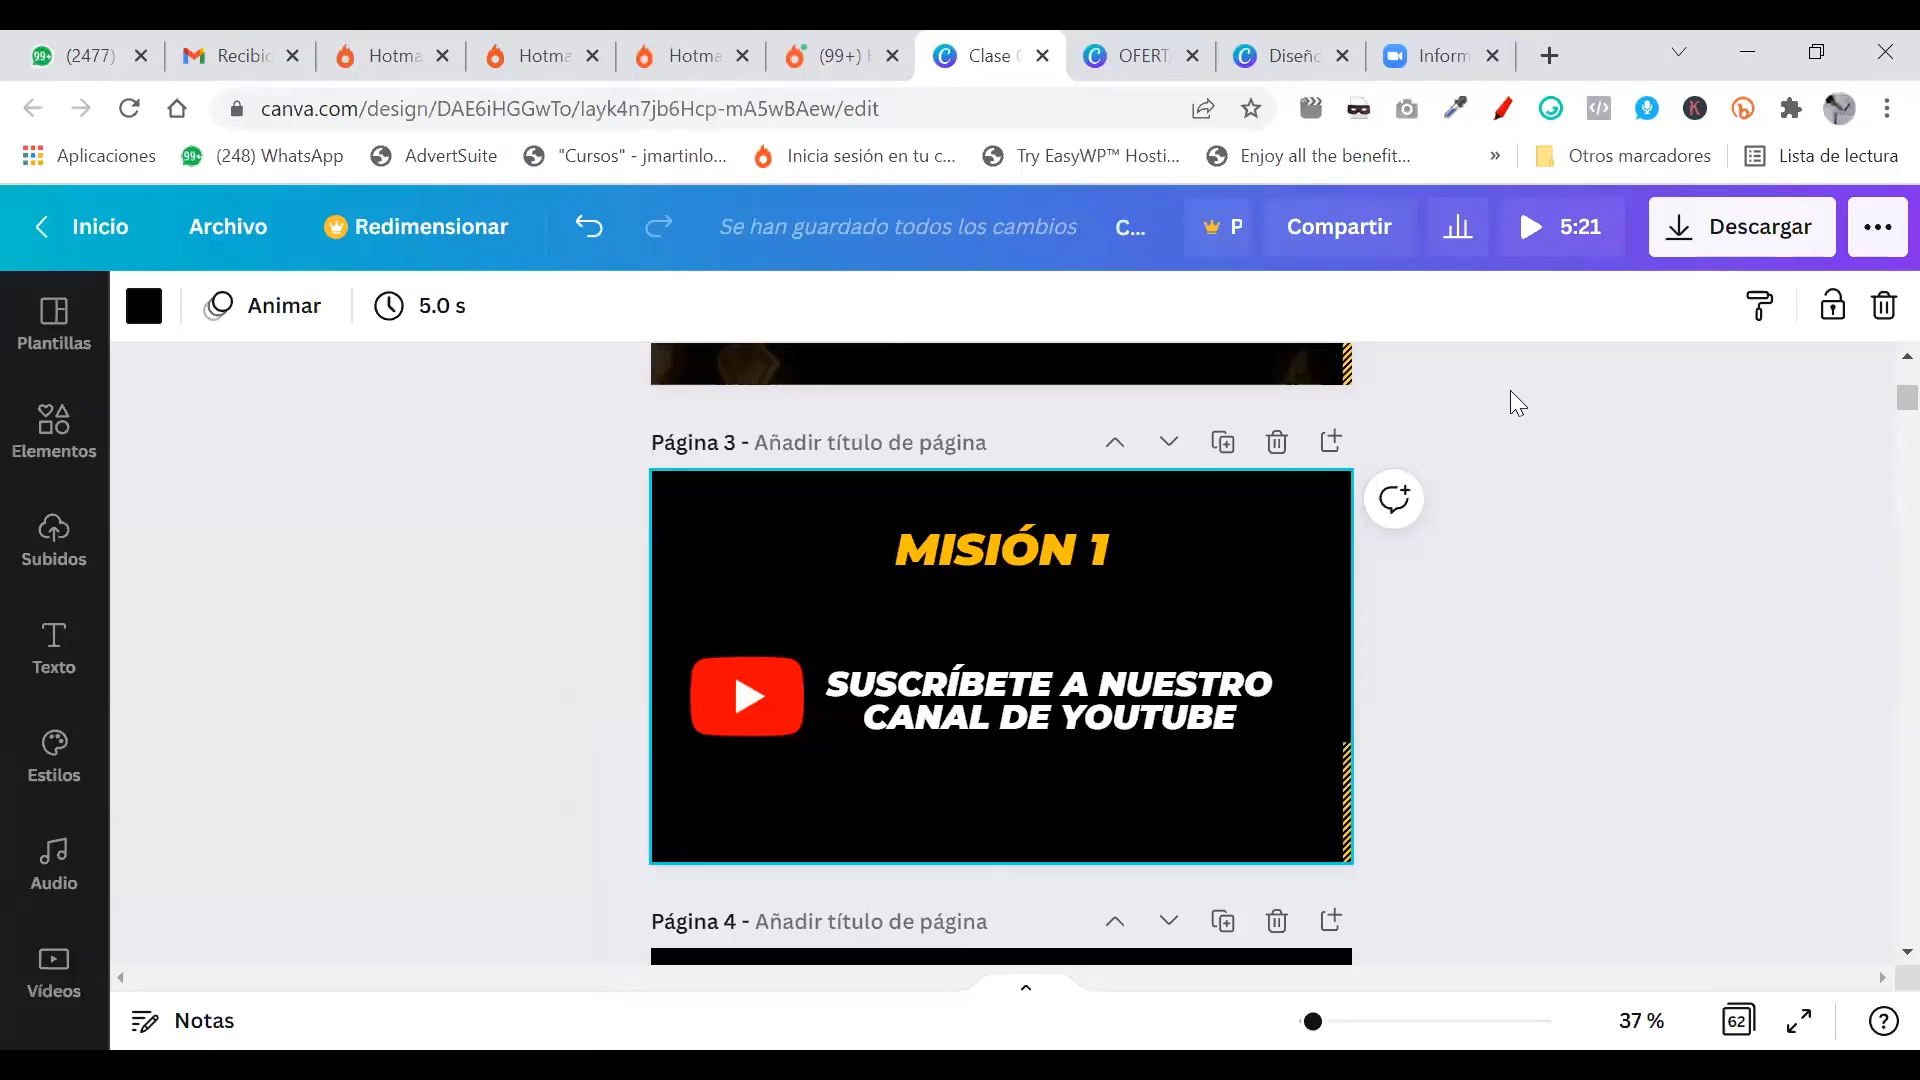 (2477)
Recibid
Hotma
Hotma
Hotma
(99+) H
Clase C
OFERT
Diseño
Inform
canva.com/design/DAE6iHGGwTo/layk4n7jb6Hcp-mA5wBAew/edit
Aplicaciones
99+
(248) WhatsApp
AdvertSuite
"Cursos" - jmartinlo...
Inicia sesión en tu c...
Try EasyWP™ Hosti...
Enjoy all the benefit...
»
Otros marcadores
Lista de lectura
Inicio
Archivo
Redimensionar
Se han guardado todos los cambios
C...
P
Compartir
5:21
Descargar
Animar
5.0 s
Plantillas
Elementos
Subidos
Texto
Estilos
Audio
Vídeos
Página 3 - Añadir título de página
MISIÓN 1
SUSCRÍBETE A NUESTRO
CANAL DE YOUTUBE
Página 4 - Añadir título de página
Notas
37 %
62